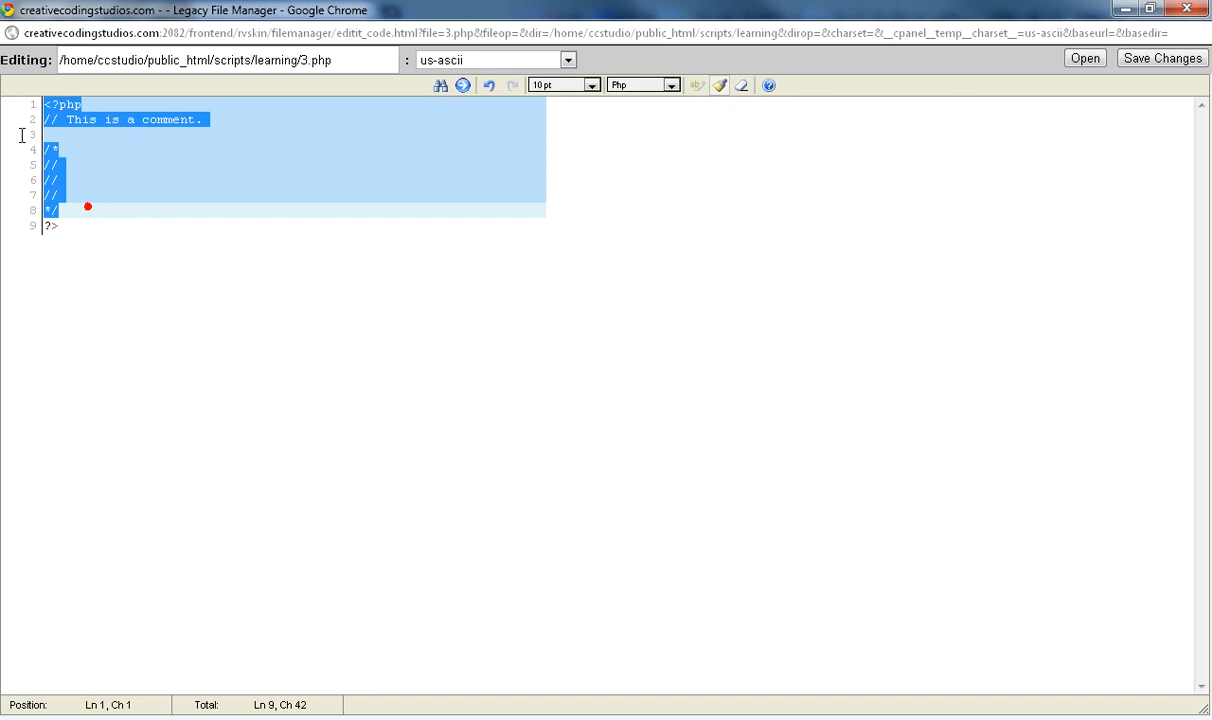 creativecodingstudios.com - - Legacy File Manager - Google Chrome
creativecodingstudios.com:2082/frontend/rvskin/filemanager/editit_code.html?file=3.php&fileop=&dir=/home/ccstudio/public_html/scripts/learning&dirop=&charset=&__cpanel__temp__charset__=us-ascii&baseurl=&basedir=
Editing: /home/ccstudio/public_html/scripts/learning/3.php : us-ascii Open Save Changes
10 pt Php
1 <?php
2 // This is a comment.
3
4 /*
5 //
6 //
7 //
8 */
9 ?>
Position: Ln 1, Ch 1 Total: Ln 9, Ch 42